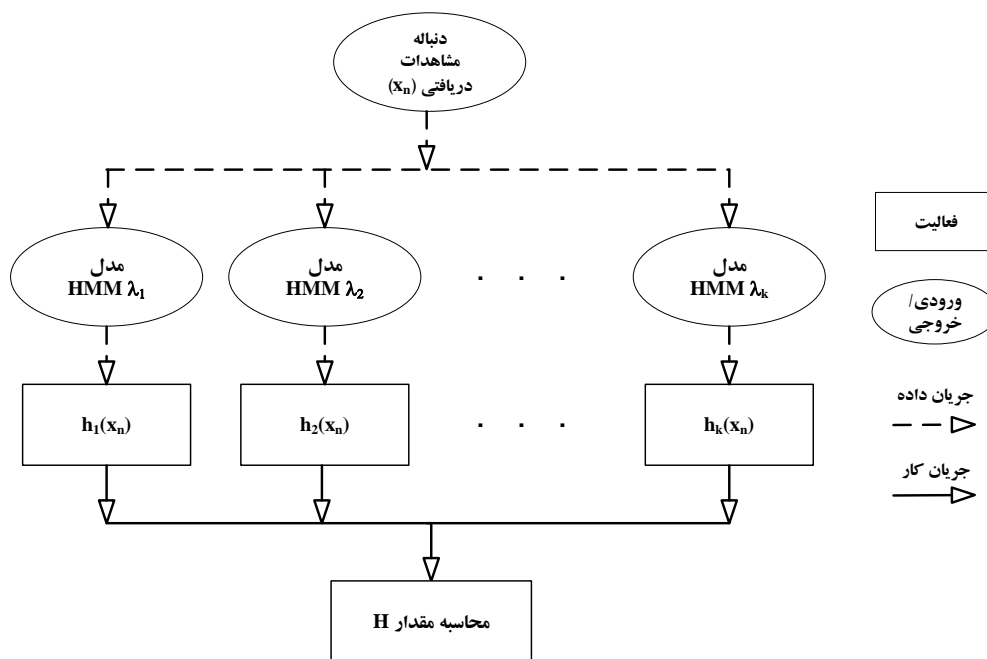 دنباله
مشاهدات
دریافتی (xₙ)
مدل
HMM λ₁
مدل
HMM λ₂
. . .
مدل
HMM λₖ
h₁(xₙ)
h₂(xₙ)
. . .
hₖ(xₙ)
محاسبه مقدار H
فعالیت
ورودی/
خروجی
جریان داده
جریان کار